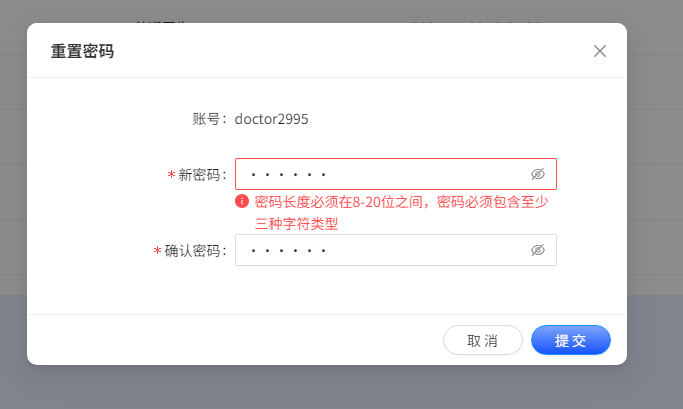 重置密码
账号：doctor2995
* 新密码：······
密码长度必须在8-20位之间，密码必须包含至少
三种字符类型
* 确认密码：······
取消 提交